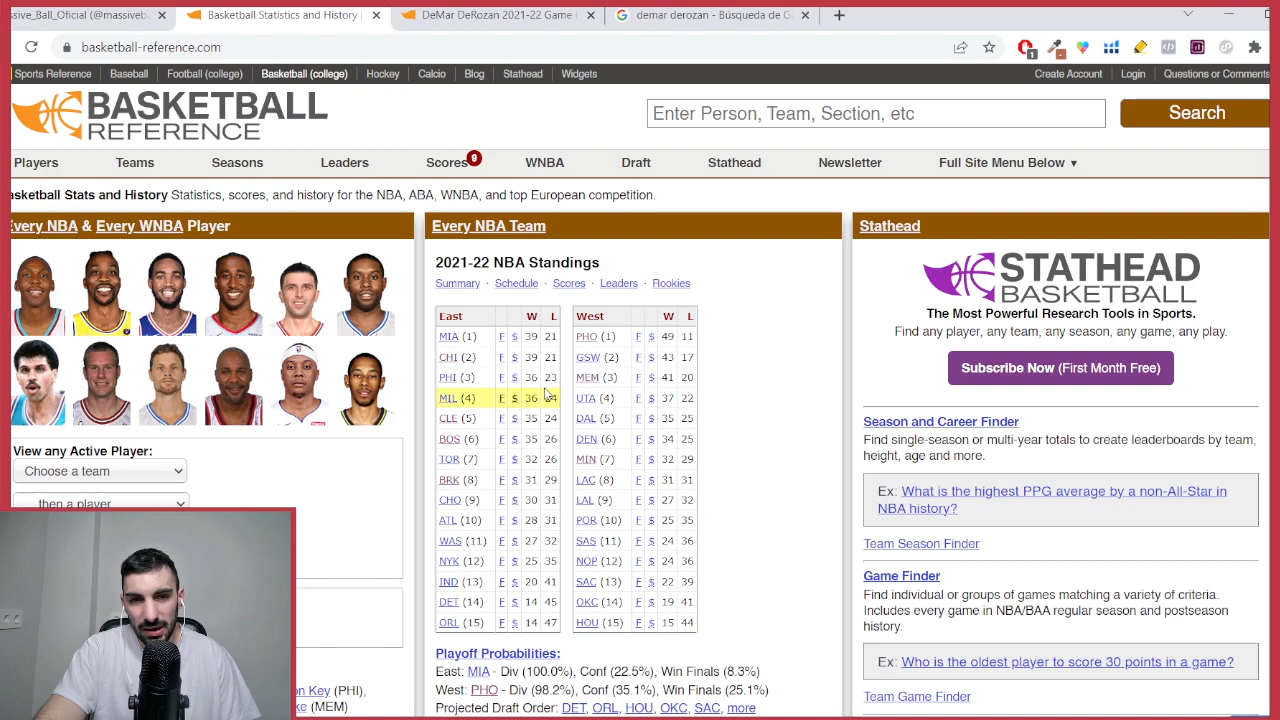 ssive_Ball_Oficial (@massiveba
Basketball Statistics and History |
DeMar DeRozan 2021-22 Game L
demar derozan - Búsqueda de G
basketball-reference.com
Sports Reference Baseball Football (college) Basketball (college) Hockey Calcio Blog Stathead Widgets Create Account Login Questions or Comments
BASKETBALL
REFERENCE
Enter Person, Team, Section, etc
Search
Players Teams Seasons Leaders Scores 9 WNBA Draft Stathead Newsletter Full Site Menu Below ▼
asketball Stats and History Statistics, scores, and history for the NBA, ABA, WNBA, and top European competition.
Every NBA & Every WNBA Player
View any Active Player:
Choose a team
then a player
on Key (PHI),
ke (MEM)
Every NBA Team
2021-22 NBA Standings
Summary Schedule Scores Leaders Rookies
East W L West W L
MIA (1) F $ 39 21 PHO (1) F $ 49 11
CHI (2) F $ 39 21 GSW (2) F $ 43 17
PHI (3) F $ 36 23 MEM (3) F $ 41 20
MIL (4) F $ 36 4 UTA (4) F $ 37 22
CLE (5) F $ 35 24 DAL (5) F $ 35 25
BOS (6) F $ 35 26 DEN (6) F $ 34 25
TOR (7) F $ 32 26 MIN (7) F $ 32 29
BRK (8) F $ 31 29 LAC (8) F $ 31 31
CHO (9) F $ 30 31 LAL (9) F $ 27 32
ATL (10) F $ 28 31 POR (10) F $ 25 35
WAS (11) F $ 27 32 SAS (11) F $ 24 36
NYK (12) F $ 25 35 NOP (12) F $ 24 36
IND (13) F $ 20 41 SAC (13) F $ 22 39
DET (14) F $ 14 45 OKC (14) F $ 19 41
ORL (15) F $ 14 47 HOU (15) F $ 15 44
Playoff Probabilities:
East: MIA - Div (100.0%), Conf (22.5%), Win Finals (8.3%)
West: PHO - Div (98.2%), Conf (35.1%), Win Finals (25.1%)
Projected Draft Order: DET, ORL, HOU, OKC, SAC, more
Stathead
STATHEAD
BASKETBALL
The Most Powerful Research Tools in Sports.
Find any player, any team, any season, any game, any play.
Subscribe Now (First Month Free)
Season and Career Finder
Find single-season or multi-year totals to create leaderboards by team,
height, age and more.
Ex: What is the highest PPG average by a non-All-Star in
NBA history?
Team Season Finder
Game Finder
Find individual or groups of games matching a variety of criteria.
Includes every game in NBA/BAA regular season and postseason
history.
Ex: Who is the oldest player to score 30 points in a game?
Team Game Finder